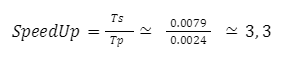 SpeedUp = Ts/Tp ≃ 0.0079/0.0024 ≃ 3,3